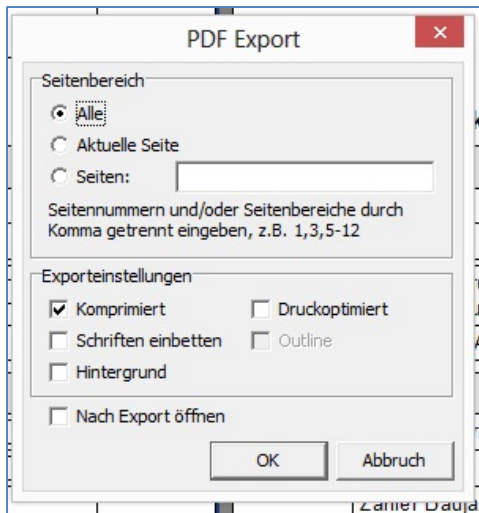 PDF Export
Seitenbereich
Alle
Aktuelle Seite
Seiten:
Seitennummern und/oder Seitenbereiche durch
Komma getrennt eingeben, z.B. 1,3,5-12
Exporteinstellungen
Komprimiert Druckoptimiert
Schriften einbetten Outline
Hintergrund
Nach Export öffnen
OK Abbruch